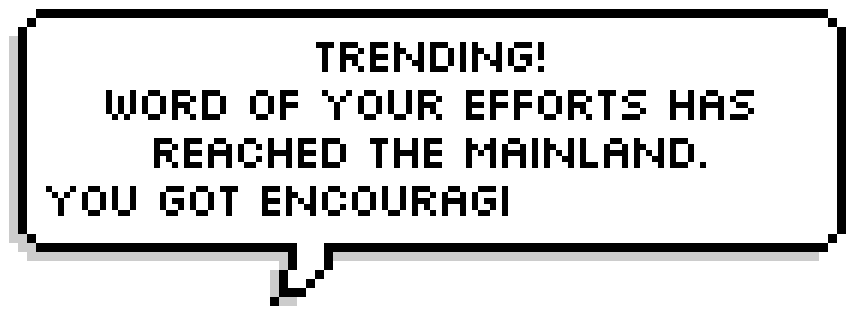 TRENDING!
WORD OF YOUR EFFORTS HAS
REACHED THE MAINLAND.
YOU GOT ENCOURAGI